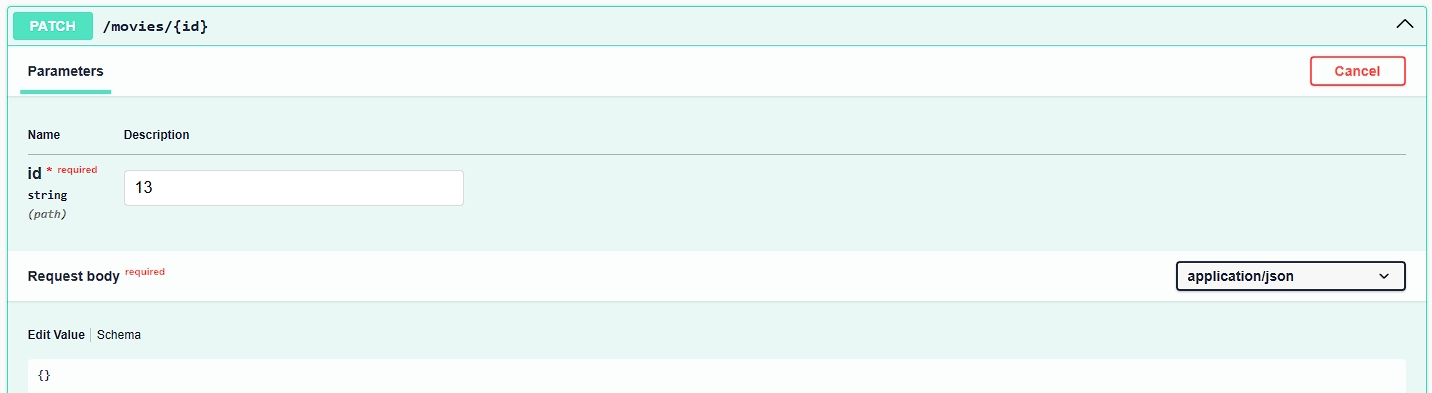 PATCH /movies/{id}
Parameters Cancel
Name Description
id * required
string
(path)
13
Request body required application/json
Edit Value Schema
{}